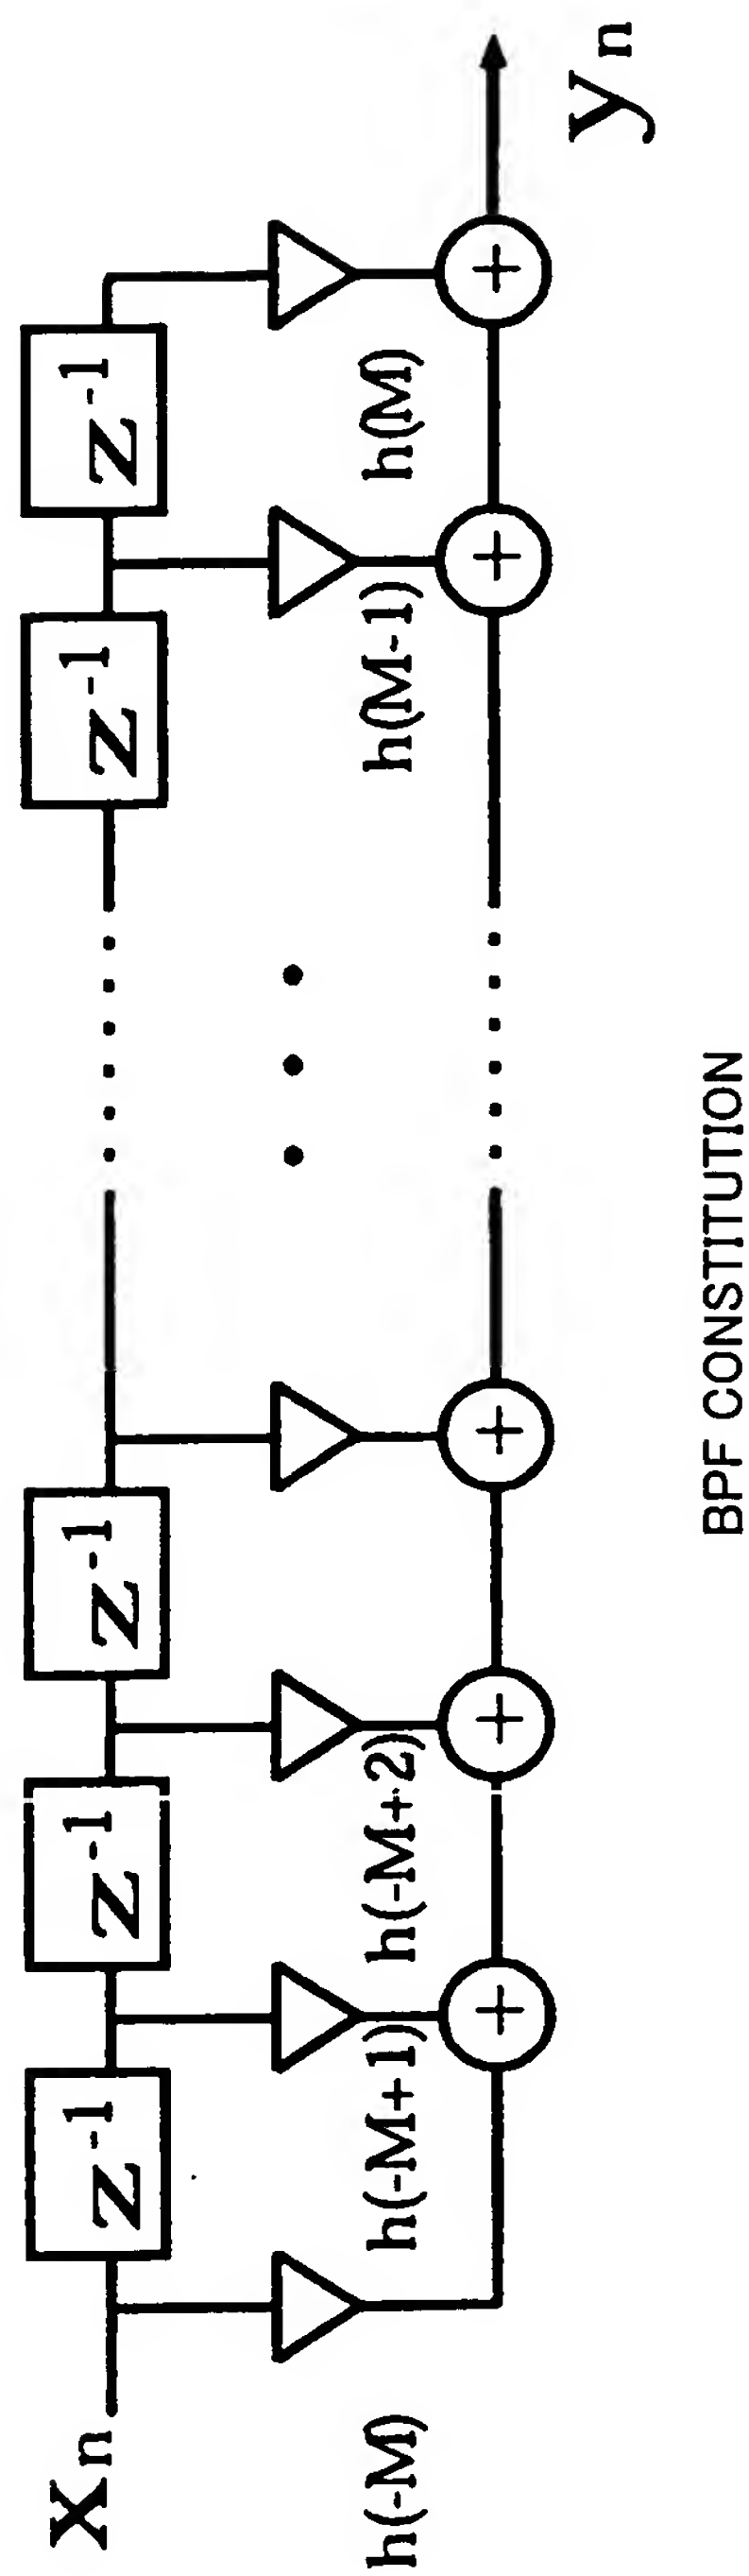 Xn
Z-1 Z-1 Z-1 Z-1 Z-1
h(-M) h(-M+1) h(-M+2) h(M-1) h(M)
+ + + + +
yn
BPF CONSTITUTION